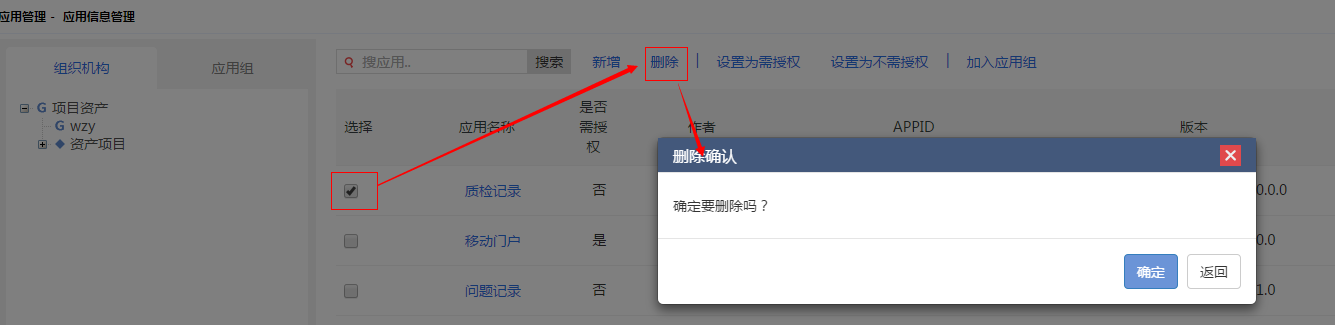 应用管理 - 应用信息管理
组织机构
应用组
搜应用..
搜索
新增
删除
设置为需授权
设置为不需授权
加入应用组
G 项目资产
G wzy
资产项目
选择
应用名称
是否
需授
权
作者
APPID
版本
质检记录
否
0.0.0
移动门户
是
0.0
问题记录
否
1.0
删除确认
确定要删除吗？
确定
返回